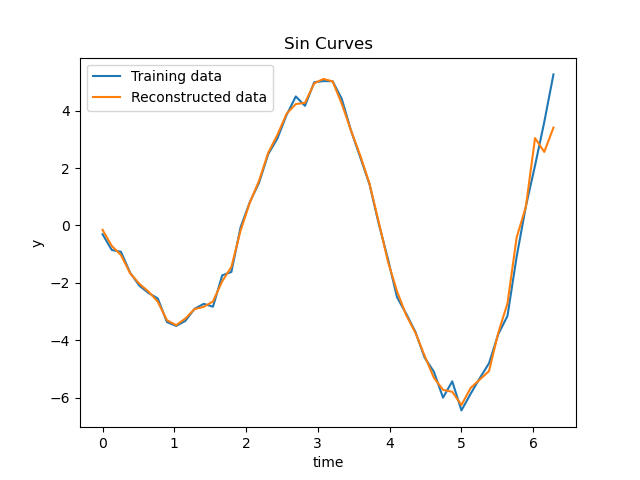 Sin Curves
Training data
Reconstructed data
4
2
0
−2
−4
−6
y
0 1 2 3 4 5 6
time